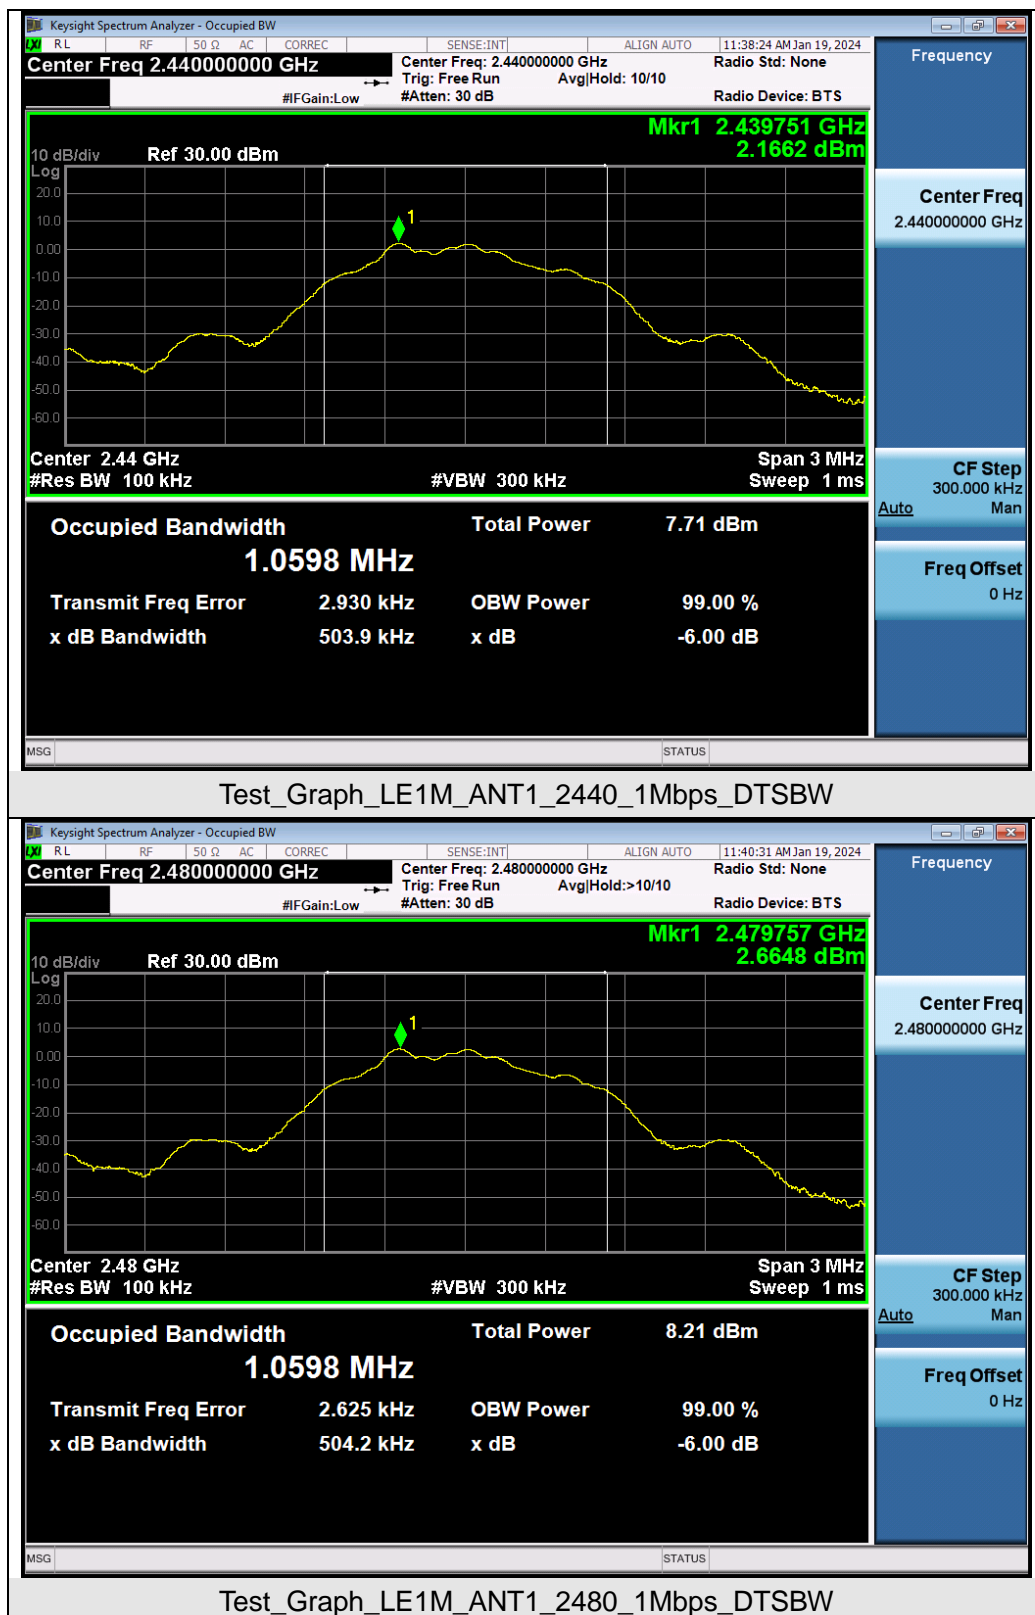 Keysight Spectrum Analyzer - Occupied BW
LXI RL RF 50 Ω AC CORREC SENSE:INT ALIGN AUTO 11:38:24 AM Jan 19, 2024
Center Freq 2.440000000 GHz Center Freq: 2.440000000 GHz Radio Std: None
Trig: Free Run Avg|Hold: 10/10
#IFGain:Low #Atten: 30 dB Radio Device: BTS
Frequency
Mkr1 2.439751 GHz
2.1662 dBm
10 dB/div Ref 30.00 dBm
Log
20.0
10.0
0.00
-10.0
-20.0
-30.0
-40.0
-50.0
-60.0
1
Center 2.44 GHz Span 3 MHz
#Res BW 100 kHz #VBW 300 kHz Sweep 1 ms
Center Freq
2.440000000 GHz
CF Step
300.000 kHz
Auto Man
Freq Offset
0 Hz
Occupied Bandwidth Total Power 7.71 dBm
1.0598 MHz
Transmit Freq Error 2.930 kHz OBW Power 99.00 %
x dB Bandwidth 503.9 kHz x dB -6.00 dB
MSG STATUS
Test_Graph_LE1M_ANT1_2440_1Mbps_DTSBW
Keysight Spectrum Analyzer - Occupied BW
LXI RL RF 50 Ω AC CORREC SENSE:INT ALIGN AUTO 11:40:31 AM Jan 19, 2024
Center Freq 2.480000000 GHz Center Freq: 2.480000000 GHz Radio Std: None
Trig: Free Run Avg|Hold:>10/10
#IFGain:Low #Atten: 30 dB Radio Device: BTS
Frequency
Mkr1 2.479757 GHz
2.6648 dBm
10 dB/div Ref 30.00 dBm
Log
20.0
10.0
0.00
-10.0
-20.0
-30.0
-40.0
-50.0
-60.0
1
Center 2.48 GHz Span 3 MHz
#Res BW 100 kHz #VBW 300 kHz Sweep 1 ms
Center Freq
2.480000000 GHz
CF Step
300.000 kHz
Auto Man
Freq Offset
0 Hz
Occupied Bandwidth Total Power 8.21 dBm
1.0598 MHz
Transmit Freq Error 2.625 kHz OBW Power 99.00 %
x dB Bandwidth 504.2 kHz x dB -6.00 dB
MSG STATUS
Test_Graph_LE1M_ANT1_2480_1Mbps_DTSBW